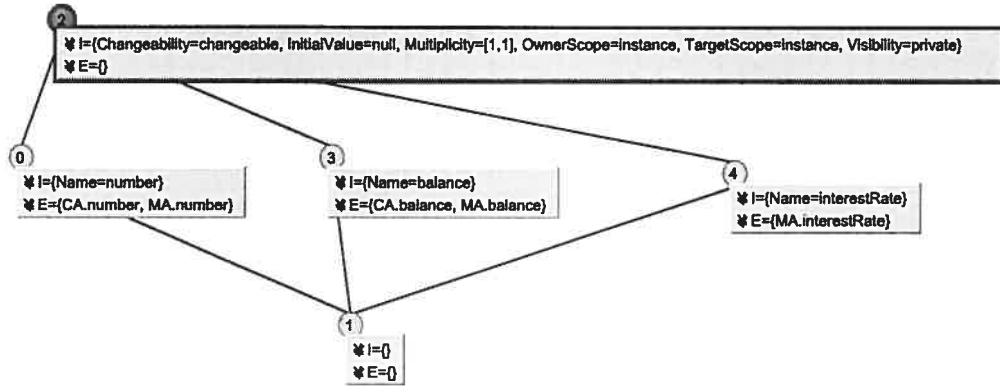 2
I={Changeability=changeable, InitialValue=null, Multiplicity=[1,1], OwnerScope=instance, TargetScope=instance, Visibility=private}
E={}
0
I={Name=number}
E={CA.number, MA.number}
3
I={Name=balance}
E={CA.balance, MA.balance}
4
I={Name=interestRate}
E={MA.interestRate}
1
I={}
E={}